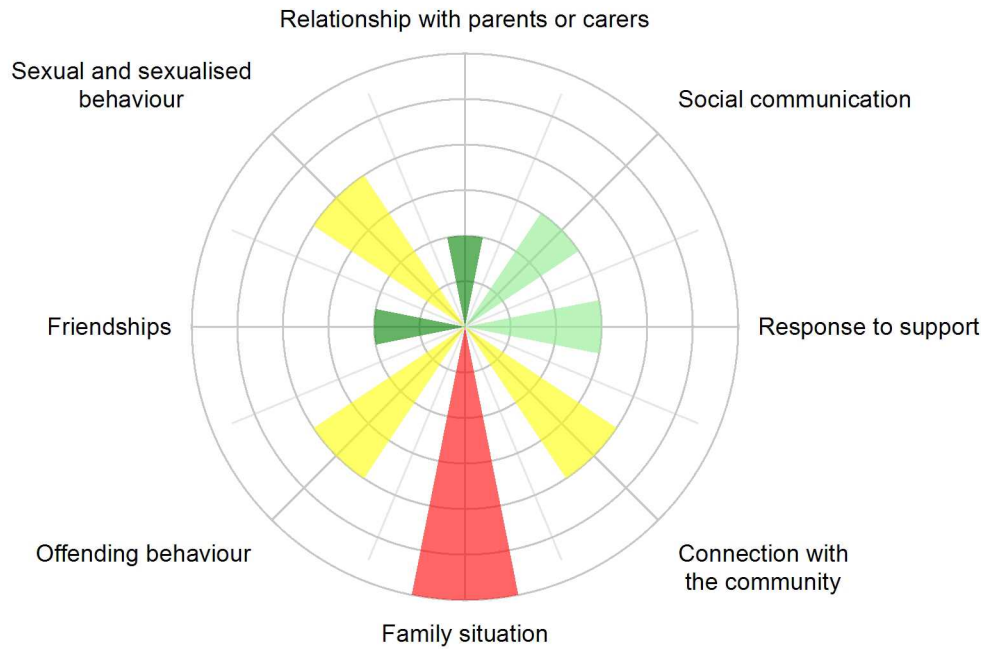 Relationship with parents or carers
Sexual and sexualised
behaviour
Social communication
Friendships
Response to support
Offending behaviour
Connection with
the community
Family situation